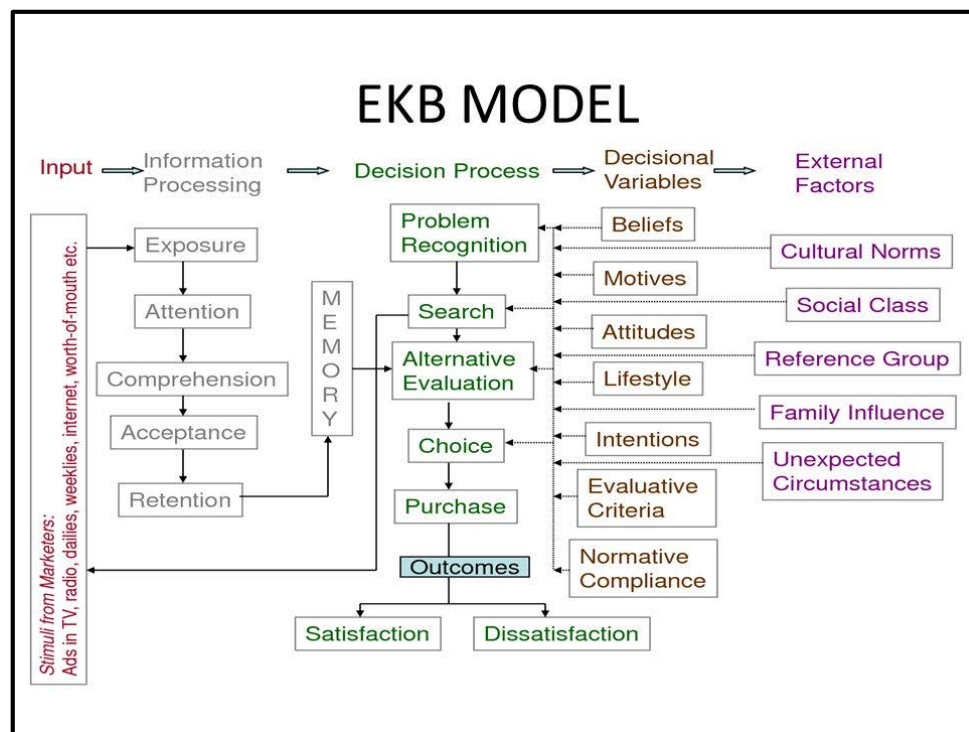 EKB MODEL
Input
Information
Processing
Decision Process
Decisional
Variables
External
Factors
Stimuli from Marketers:
Ads in TV, radio, dailies, weeklies, internet, worth-of-mouth etc.
Exposure
Attention
Comprehension
Acceptance
Retention
M
E
M
O
R
Y
Problem
Recognition
Search
Alternative
Evaluation
Choice
Purchase
Outcomes
Satisfaction
Dissatisfaction
Beliefs
Motives
Attitudes
Lifestyle
Intentions
Evaluative
Criteria
Normative
Compliance
Cultural Norms
Social Class
Reference Group
Family Influence
Unexpected
Circumstances